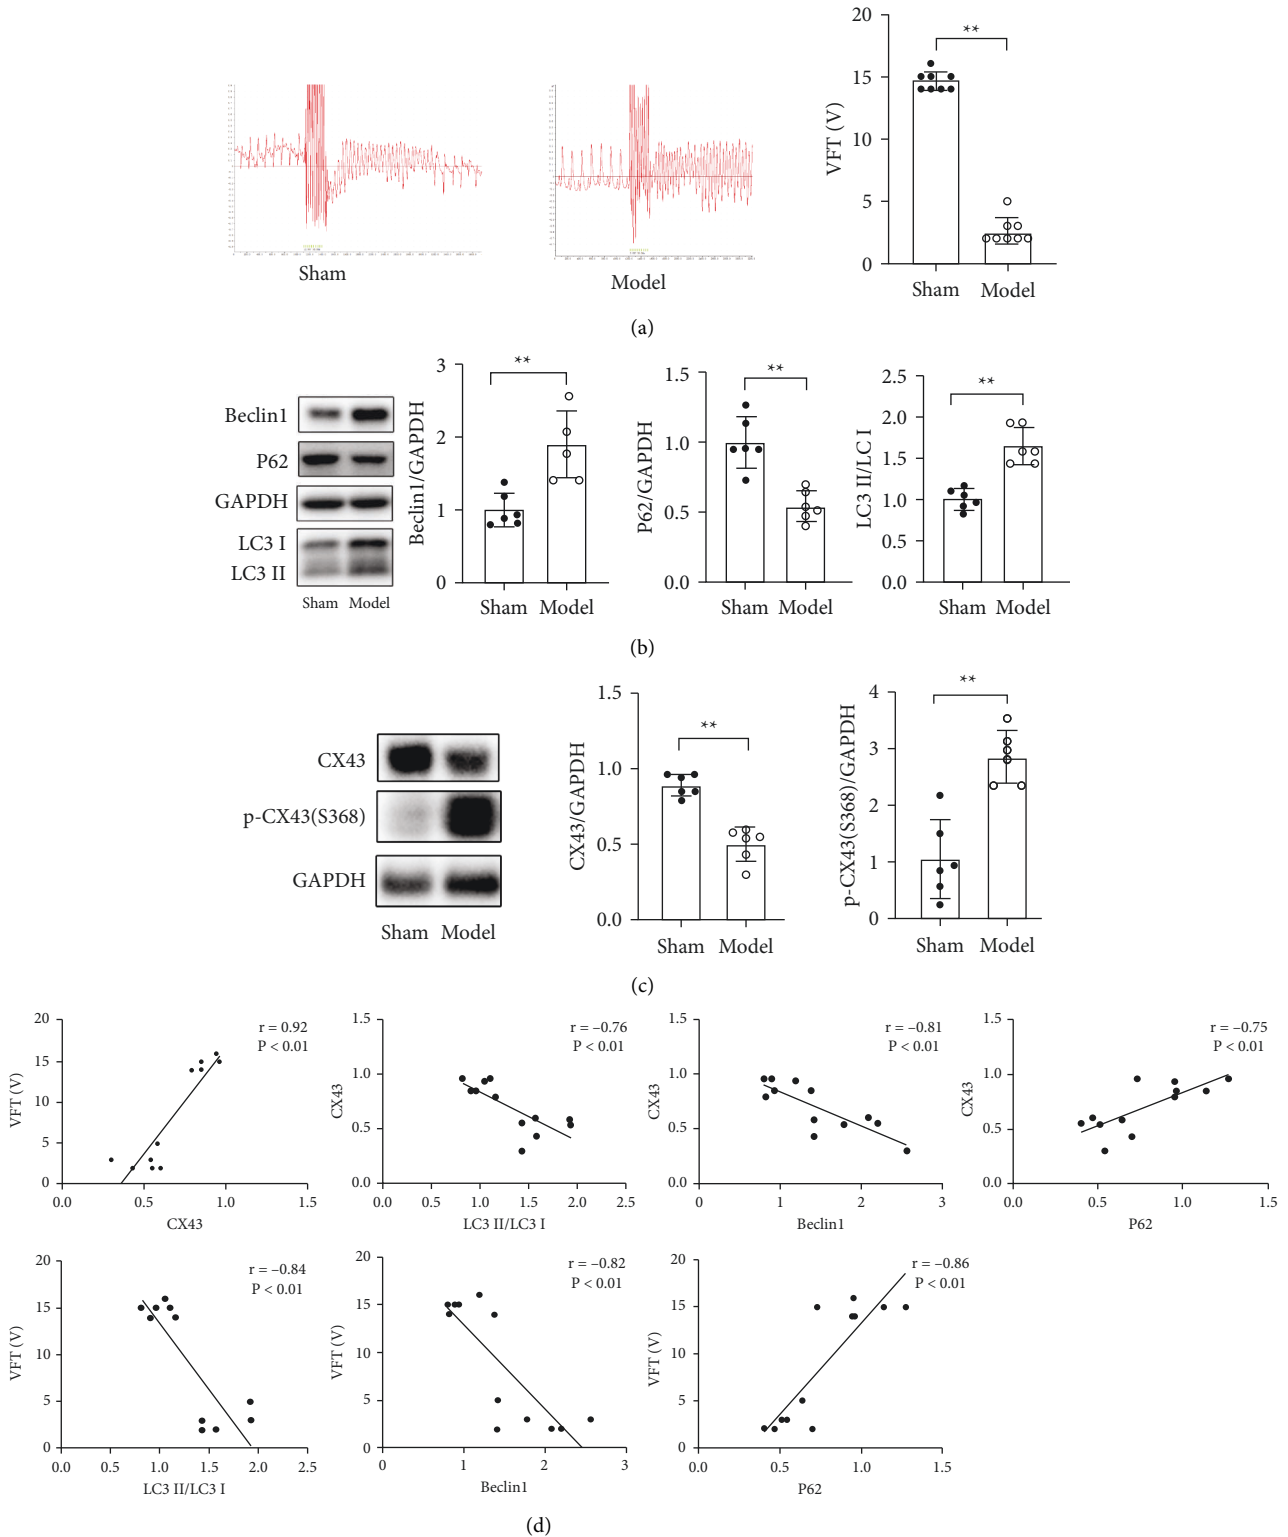 20
15
10
5
0
VFT (V)
**
Sham
Model
Sham
Model
(a)
Beclin1
P62
GAPDH
LC3 I
LC3 II
Sham
Model
3
2
1
0
Beclin1/GAPDH
**
Sham
Model
1.5
1.0
0.5
0.0
P62/GAPDH
**
Sham
Model
2.5
2.0
1.5
1.0
0.5
0.0
LC3 II/LC I
**
Sham
Model
(b)
CX43
p-CX43(S368)
GAPDH
Sham
Model
1.5
1.0
0.5
0.0
CX43/GAPDH
**
Sham
Model
4
3
2
1
0
p-CX43(S368)/GAPDH
**
Sham
Model
(c)
20
15
10
5
0
VFT (V)
r = 0.92
P < 0.01
0.0 0.5 1.0 1.5
CX43
1.5
1.0
0.5
0.0
CX43
r = –0.76
P < 0.01
0.0 0.5 1.0 1.5 2.0 2.5
LC3 II/LC3 I
1.5
1.0
0.5
0.0
CX43
r = –0.81
P < 0.01
0 1 2 3
Beclin1
1.5
1.0
0.5
0.0
CX43
r = –0.75
P < 0.01
0.0 0.5 1.0 1.5
P62
20
15
10
5
0
VFT (V)
r = –0.84
P < 0.01
0.0 0.5 1.0 1.5 2.0 2.5
LC3 II/LC3 I
20
15
10
5
0
VFT (V)
r = –0.82
P < 0.01
0 1 2 3
Beclin1
20
15
10
5
0
VFT (V)
r = –0.86
P < 0.01
0.0 0.5 1.0 1.5
P62
(d)